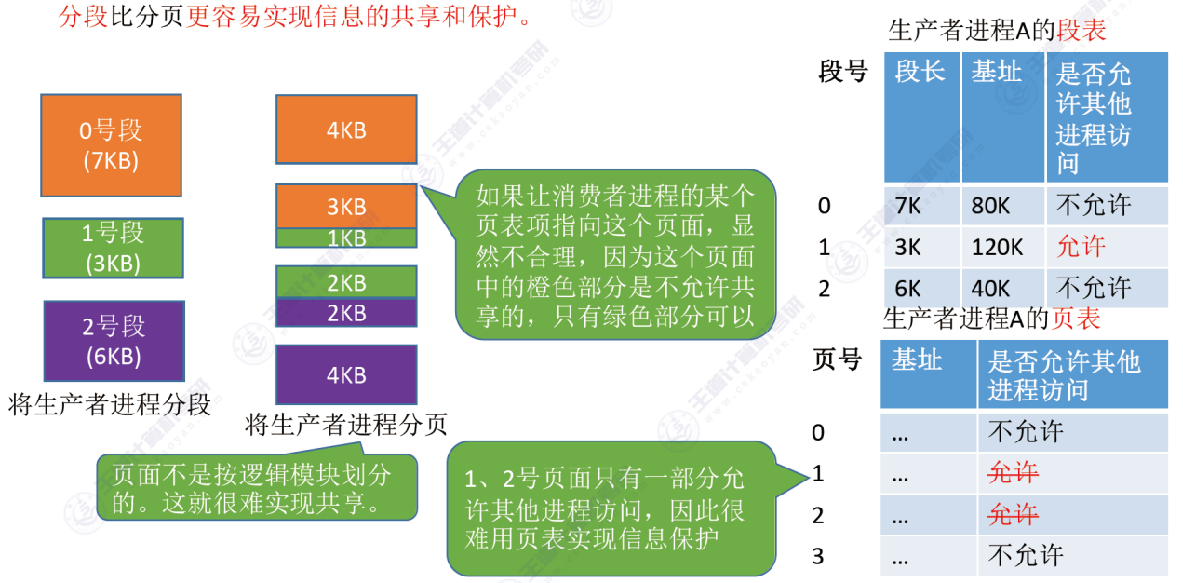 分段比分页更容易实现信息的共享和保护。
0号段
(7KB)
1号段
(3KB)
2号段
(6KB)
将生产者进程分段
4KB
3KB
1KB
2KB
2KB
4KB
将生产者进程分页
如果让消费者进程的某个
页表项指向这个页面，显
然不合理，因为这个页面
中的橙色部分是不允许共
享的，只有绿色部分可以
页面不是按逻辑模块划分
的。这就很难实现共享。
1、2号页面只有一部分允
许其他进程访问，因此很
难用页表实现信息保护
生产者进程A的段表
段号 段长 基址 是否允
许其他
进程访
问
0 7K 80K 不允许
1 3K 120K 允许
2 6K 40K 不允许
生产者进程A的页表
页号 基址 是否允许其他
进程访问
0 ... 不允许
1 ... 允许
2 ... 允许
3 ... 不允许
王道计算机考研
www.cskaoyan.com